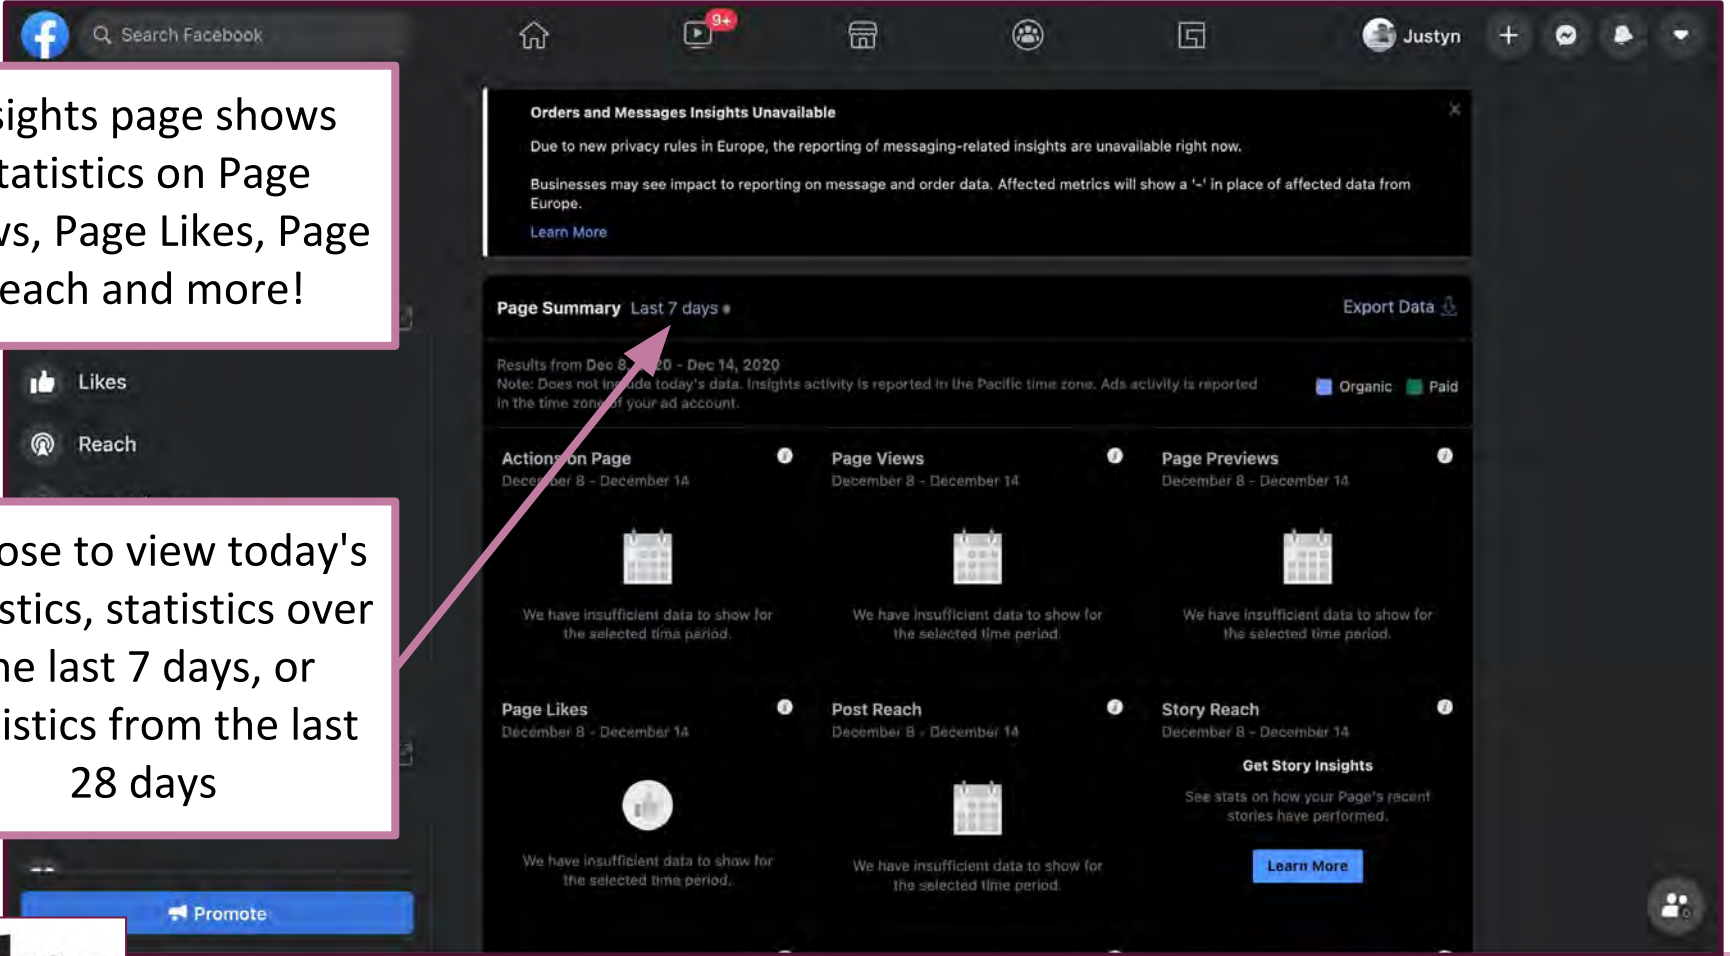 Search Facebook
9+
Justyn
sights page shows
tatistics on Page
ws, Page Likes, Page
each and more!
Likes
Reach
ose to view today's
istics, statistics over
he last 7 days, or
istics from the last
28 days
Promote
Orders and Messages Insights Unavailable
Due to new privacy rules in Europe, the reporting of messaging-related insights are unavailable right now.
Businesses may see impact to reporting on message and order data. Affected metrics will show a '-' in place of affected data from
Europe.
Learn More
Page Summary Last 7 days
Export Data
Results from Dec 8, 20 - Dec 14, 2020
Note: Does not include today's data. Insights activity is reported in the Pacific time zone. Ads activity is reported
in the time zone of your ad account.
Organic Paid
Actions on Page
December 8 - December 14
We have insufficient data to show for
the selected time period.
Page Views
December 8 - December 14
We have insufficient data to show for
the selected time period.
Page Previews
December 8 - December 14
We have insufficient data to show for
the selected time period.
Page Likes
December 8 - December 14
We have insufficient data to show for
the selected time period.
Post Reach
December 8 - December 14
We have insufficient data to show for
the selected time period.
Story Reach
December 8 - December 14
Get Story Insights
See stats on how your Page's recent
stories have performed.
Learn More